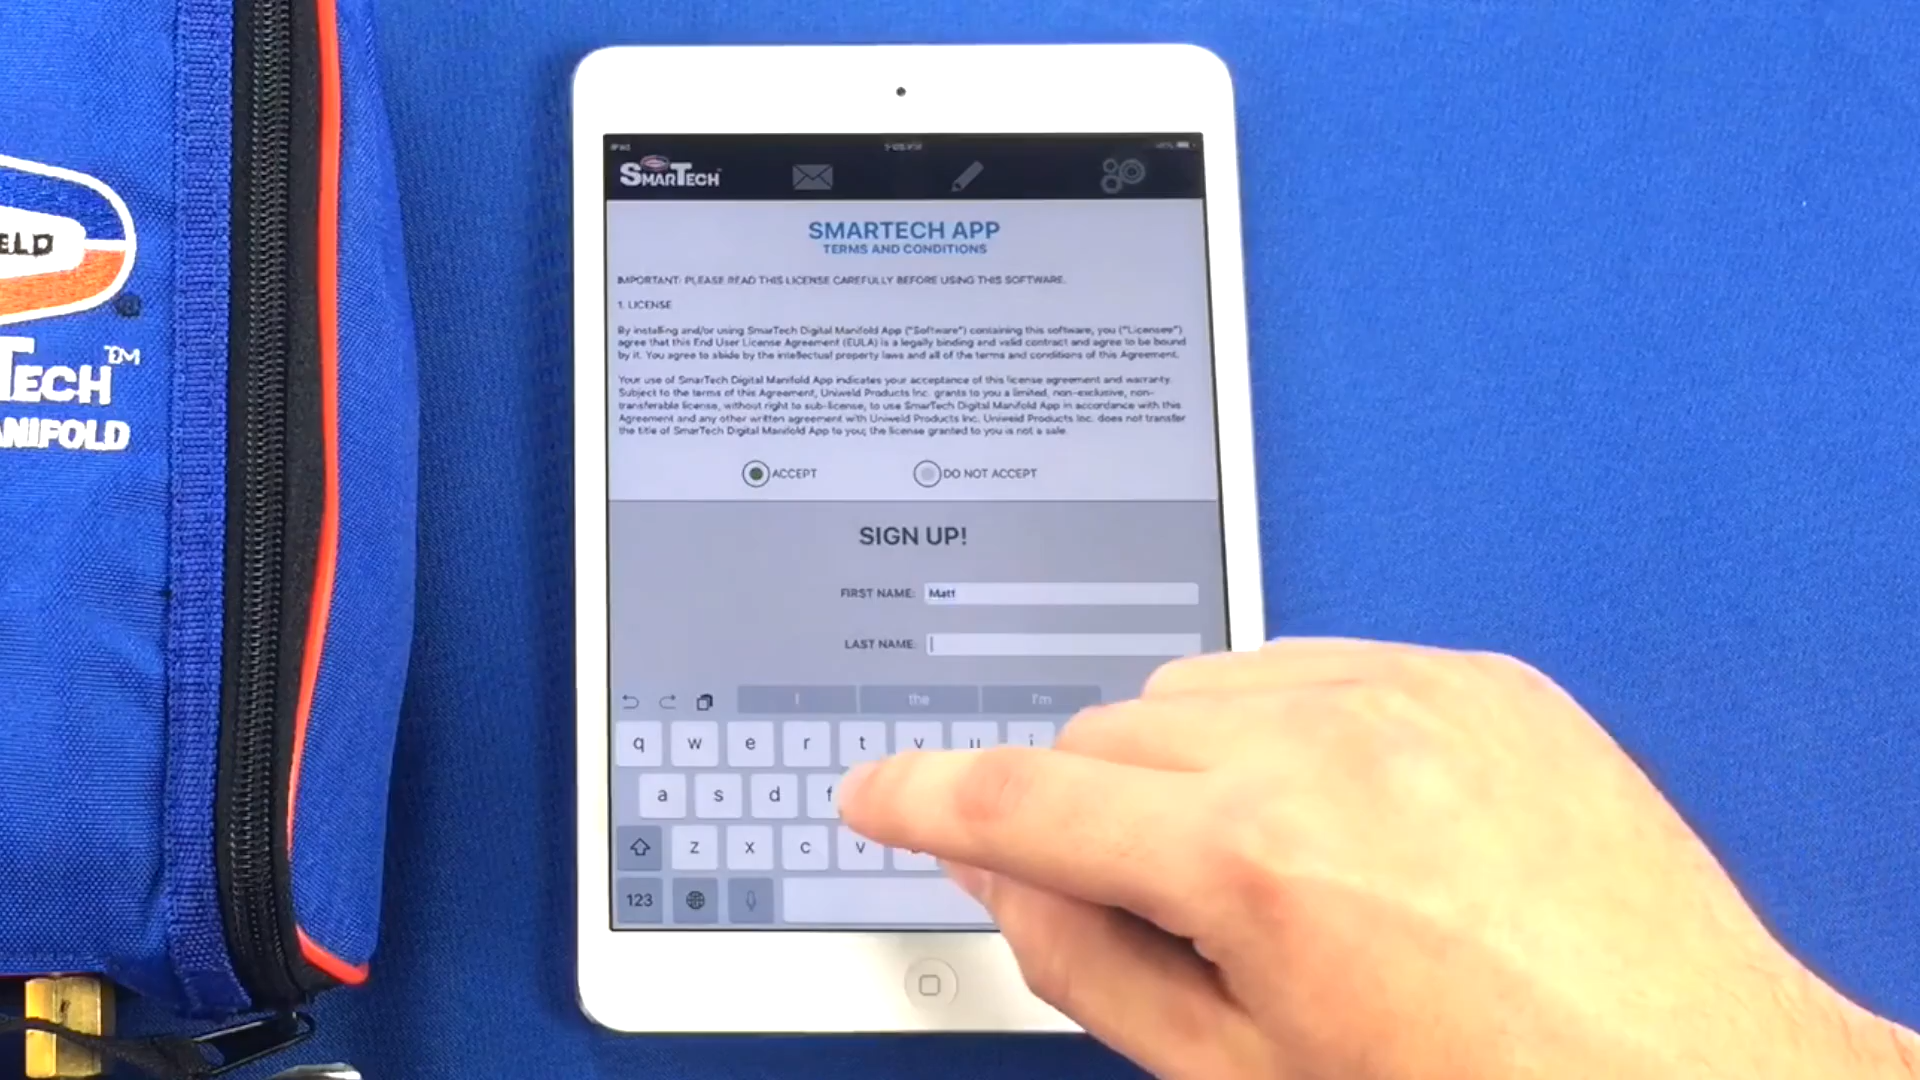 ELD
®
TECH™
ANIFOLD
iPad
SMARTECH
SMARTECH APP
TERMS AND CONDITIONS
IMPORTANT: PLEASE READ THIS LICENSE CAREFULLY BEFORE USING THIS SOFTWARE.
1. LICENSE
By installing and/or using SmarTech Digital Manifold App ("Software") containing this software, you ("Licensee")
agree that this End User License Agreement (EULA) is a legally binding and valid contract and agree to be bound
by it. You agree to abide by the intellectual property laws and all of the terms and conditions of this Agreement.
Your use of SmarTech Digital Manifold App indicates your acceptance of this license agreement and warranty.
Subject to the terms of this Agreement, Uniweld Products Inc. grants to you a limited, non-exclusive, non-
transferable license, without right to sub-license, to use SmarTech Digital Manifold App in accordance with this
Agreement and any other written agreement with Uniweld Products Inc. Uniweld Products Inc. does not transfer
the title of SmarTech Digital Manifold App to you; the license granted to you is not a sale.
ACCEPT DO NOT ACCEPT
SIGN UP!
FIRST NAME: Matt
LAST NAME:
I the I'm
q w e r t y u i
a s d f
z x c v
123